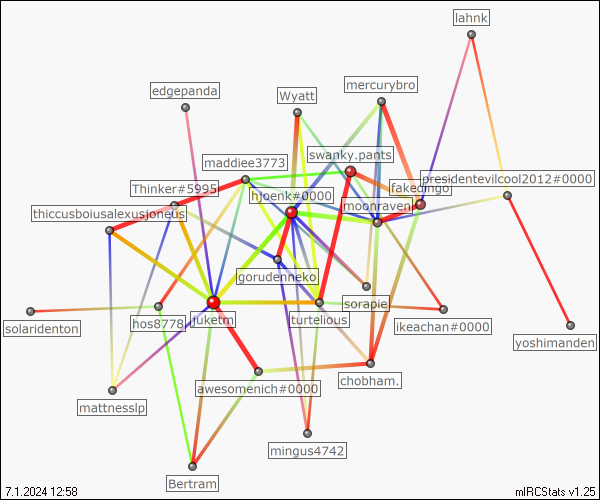 lahnk
mercurybro
edgepanda
Wyatt
swanky.pants
maddiee3773
presidentevilcool2012#0000
Thinker#5995
fakedingo
hjoenk#0000
moonraven
thiccusboiusalexusjoneus
gorudenneko
sorapie
solaridenton
hos8778
juketm
turtelious
ikeachan#0000
yoshimanden
awesomenich#0000
chobham.
mattnesslp
mingus4742
Bertram
7.1.2024 12:58
mIRCStats v1.25